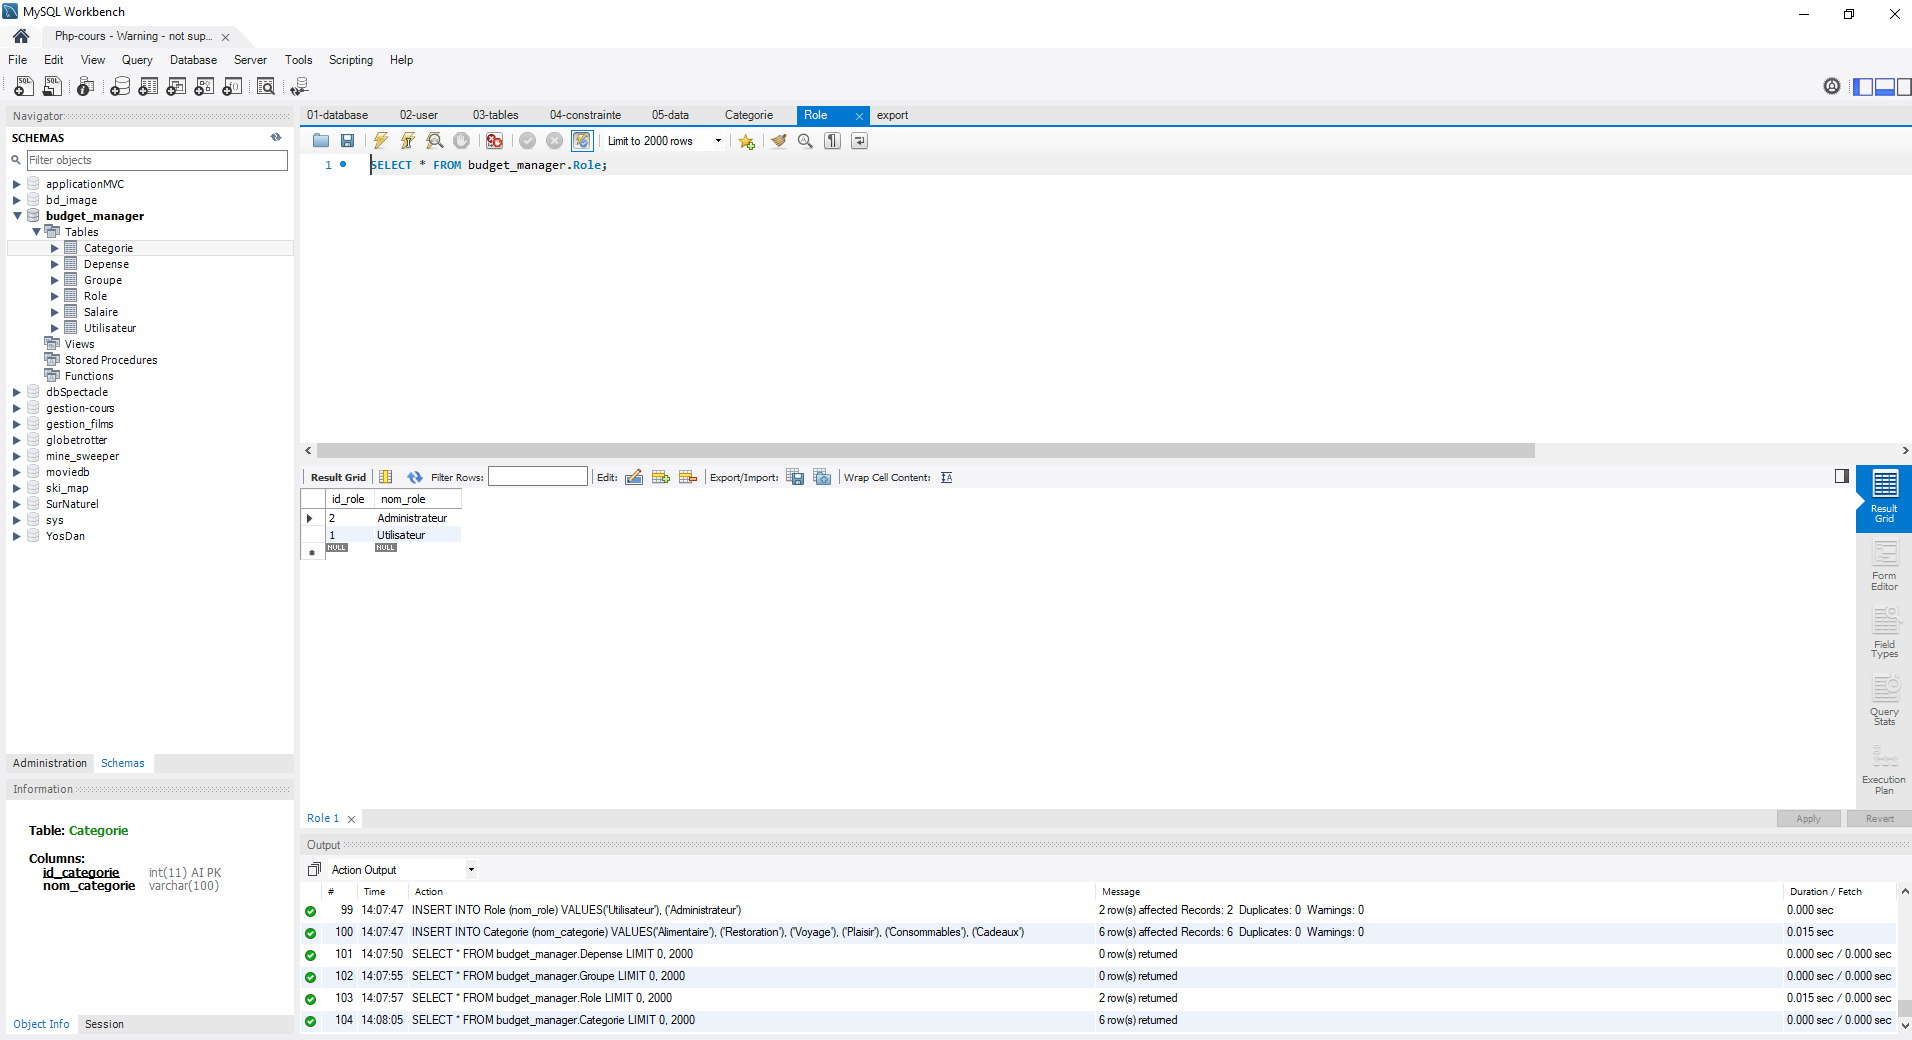 MySQL Workbench
Php-cours - Warning - not sup...
File Edit View Query Database Server Tools Scripting Help
Navigator
SCHEMAS
Filter objects
applicationMVC
bd_image
budget_manager
Tables
Categorie
Depense
Groupe
Role
Salaire
Utilisateur
Views
Stored Procedures
Functions
dbSpectacle
gestion-cours
gestion_films
globetrotter
mine_sweeper
moviedb
ski_map
SurNaturel
sys
YosDan
Administration Schemas
Information
Table: Categorie
Columns:
id_categorie int(11) AI PK
nom_categorie varchar(100)
Object Info Session
01-database 02-user 03-tables 04-constrainte 05-data Categorie Role export
Limit to 2000 rows
1 SELECT * FROM budget_manager.Role;
Result Grid Filter Rows: Edit: Export/Import: Wrap Cell Content:
id_role nom_role
2 Administrateur
1 Utilisateur
NULL NULL
Result Grid
Form Editor
Field Types
Query Stats
Execution Plan
Role 1
Apply Revert
Output
Action Output
# Time Action Message Duration / Fetch
99 14:07:47 INSERT INTO Role (nom_role) VALUES('Utilisateur'), ('Administrateur') 2 row(s) affected Records: 2 Duplicates: 0 Warnings: 0 0.000 sec
100 14:07:47 INSERT INTO Categorie (nom_categorie) VALUES('Alimentaire'), ('Restoration'), ('Voyage'), ('Plaisir'), ('Consommables'), ('Cadeaux') 6 row(s) affected Records: 6 Duplicates: 0 Warnings: 0 0.015 sec
101 14:07:50 SELECT * FROM budget_manager.Depense LIMIT 0, 2000 0 row(s) returned 0.000 sec / 0.000 sec
102 14:07:55 SELECT * FROM budget_manager.Groupe LIMIT 0, 2000 0 row(s) returned 0.000 sec / 0.000 sec
103 14:07:57 SELECT * FROM budget_manager.Role LIMIT 0, 2000 2 row(s) returned 0.015 sec / 0.000 sec
104 14:08:05 SELECT * FROM budget_manager.Categorie LIMIT 0, 2000 6 row(s) returned 0.000 sec / 0.000 sec